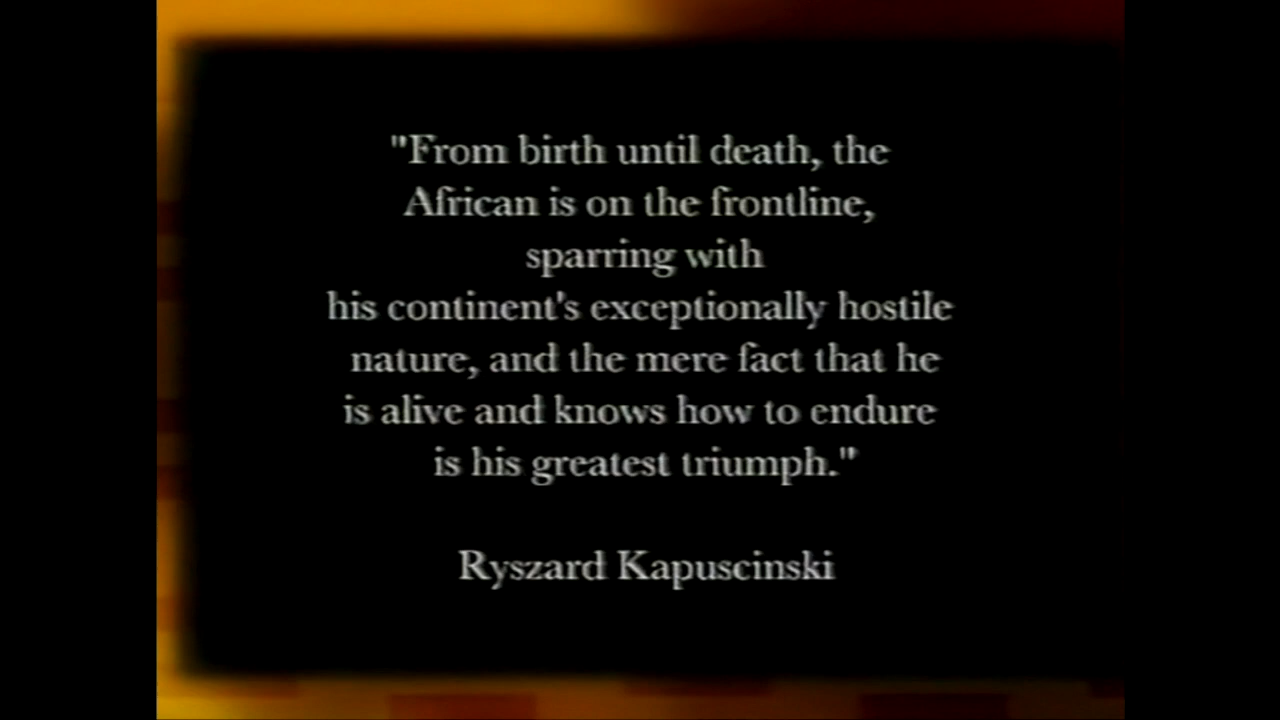 "From birth until death, the
African is on the frontline,
sparring with
his continent's exceptionally hostile
nature, and the mere fact that he
is alive and knows how to endure
is his greatest triumph."
Ryszard Kapuscinski